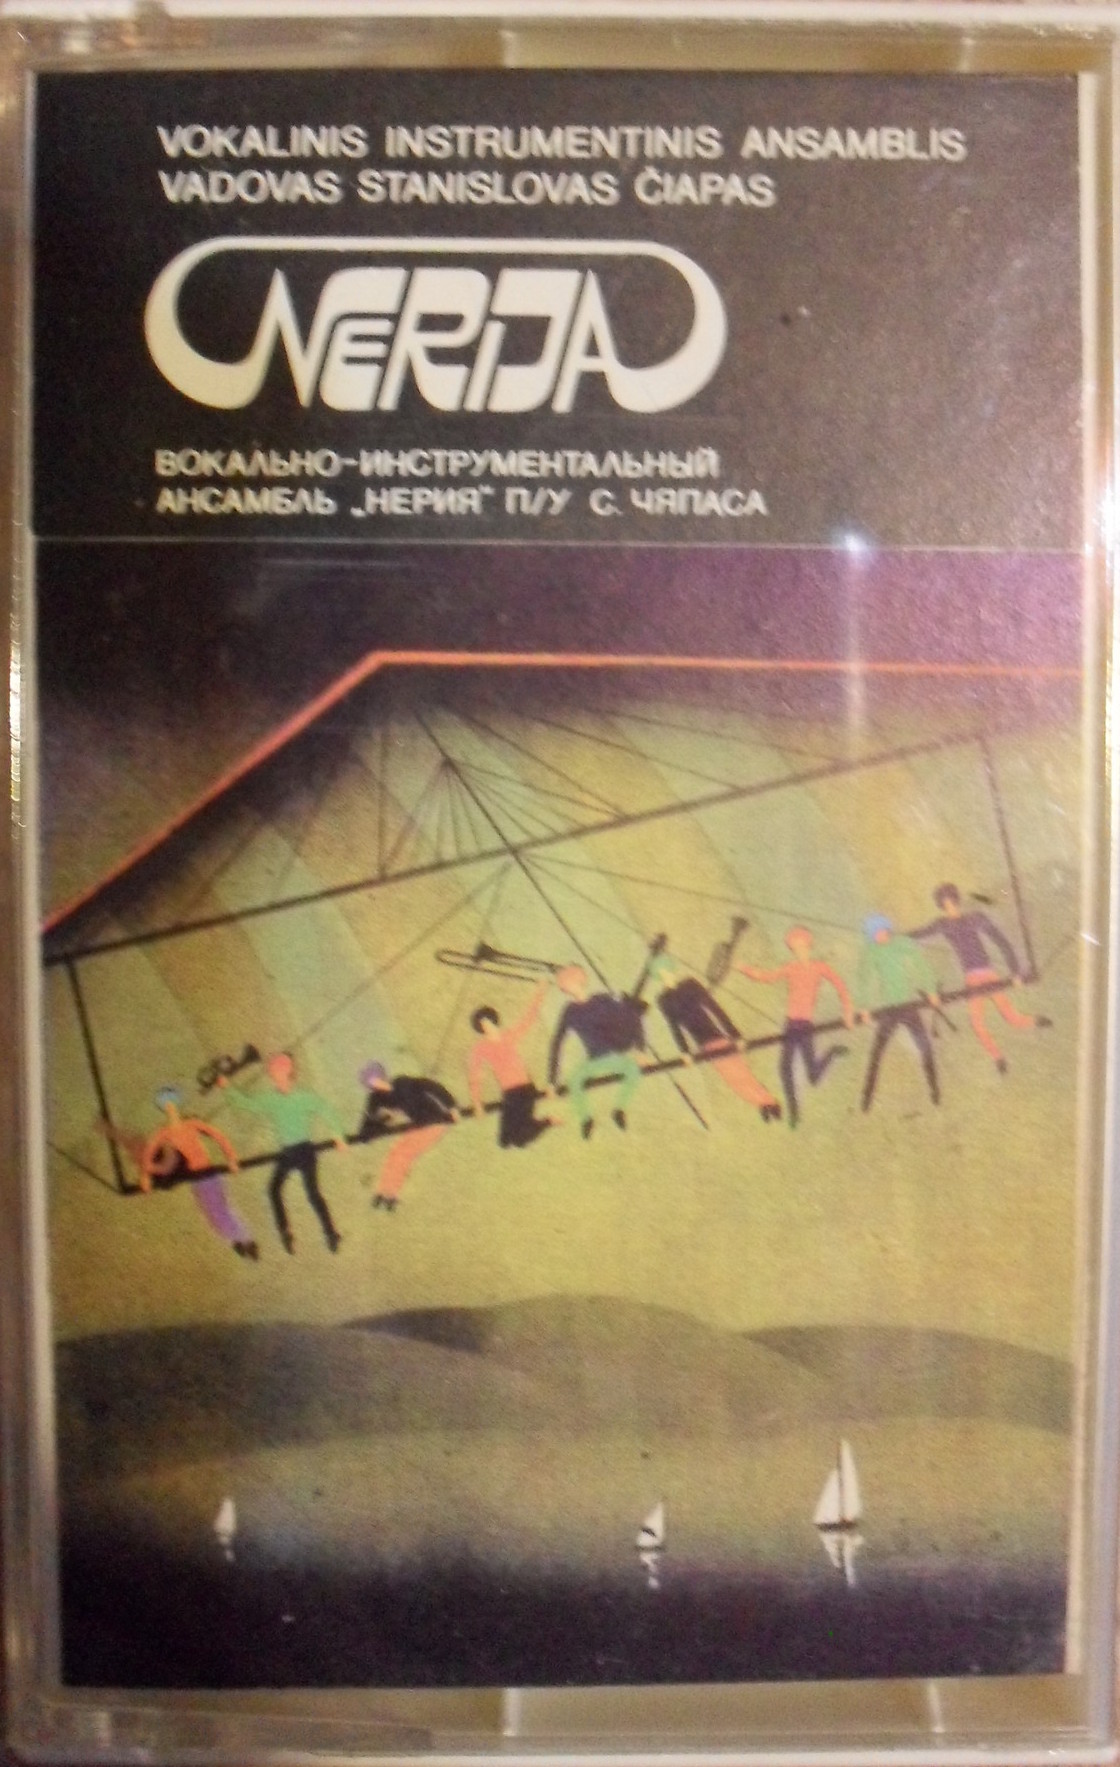 VOKALINIS INSTRUMENTINIS ANSAMBLIS
VADOVAS STANISLOVAS ČIAPAS
NERIJA
ВОКАЛЬНО-ИНСТРУМЕНТАЛЬНЫЙ
АНСАМБЛЬ „НЕРИЯ“ П/У С. ЧЯПАСА